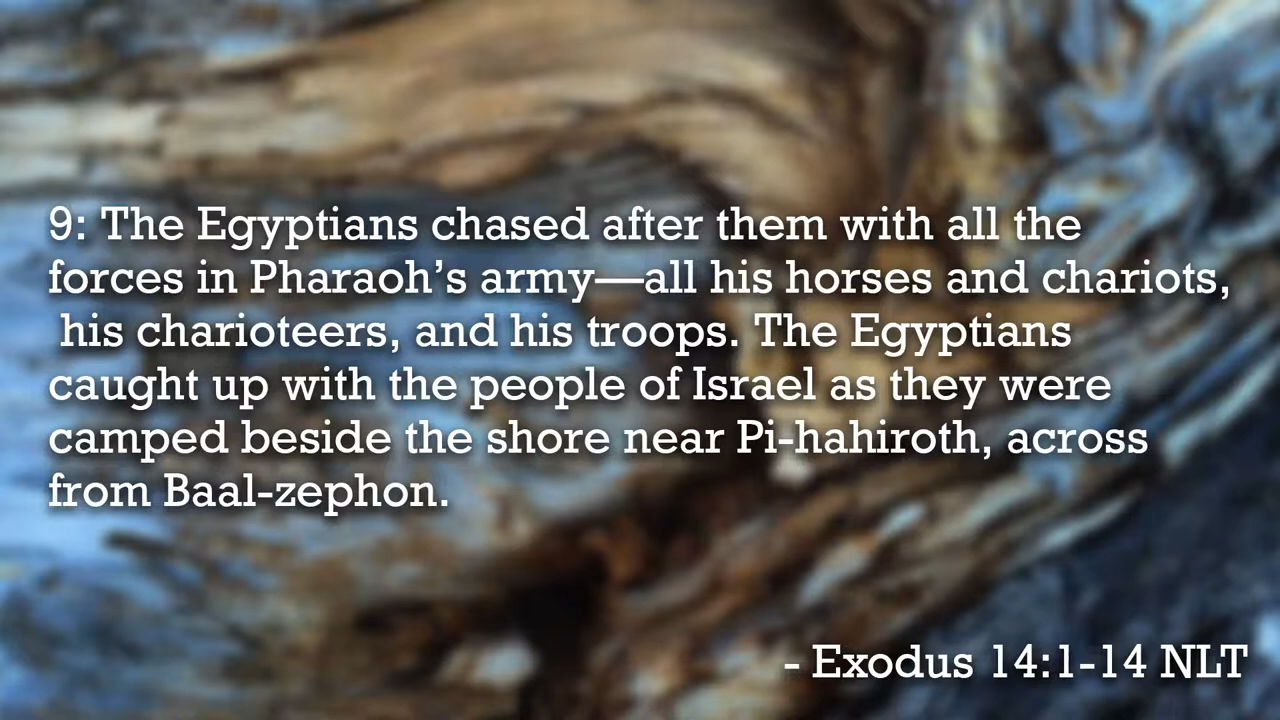 9: The Egyptians chased after them with all the
forces in Pharaoh’s army—all his horses and chariots,
his charioteers, and his troops. The Egyptians
caught up with the people of Israel as they were
camped beside the shore near Pi-hahiroth, across
from Baal-zephon.
- Exodus 14:1-14 NLT